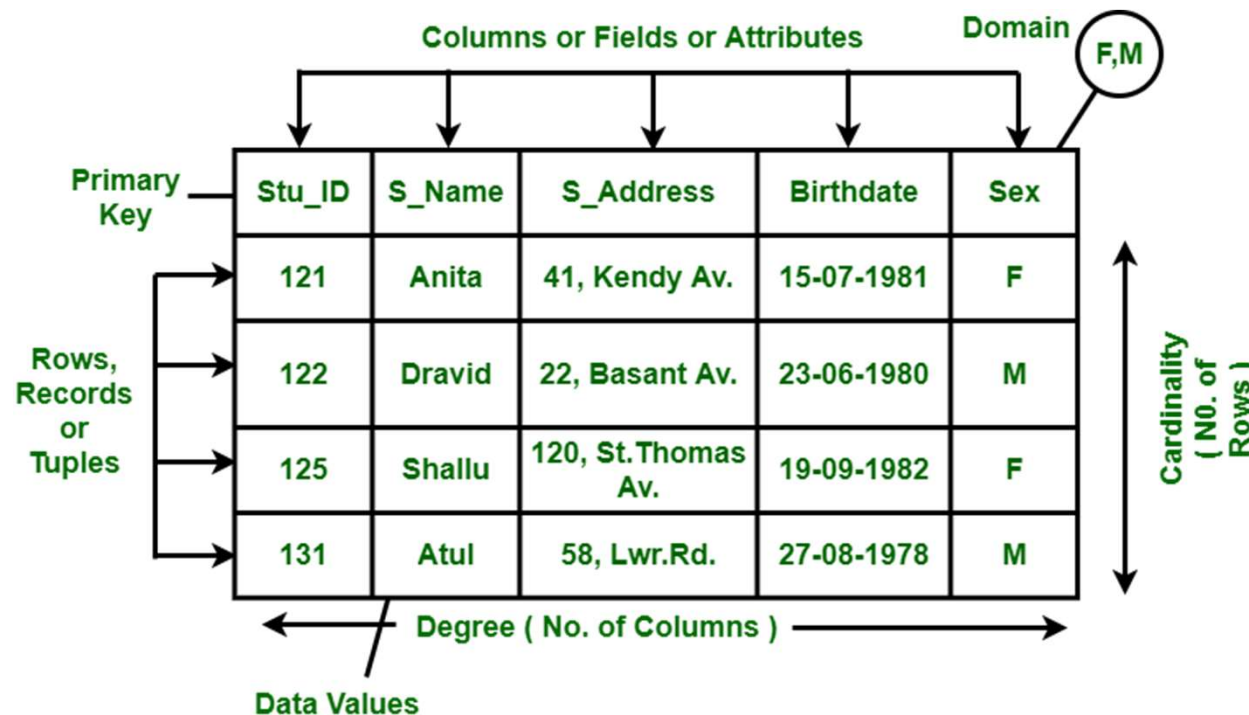 Columns or Fields or Attributes
Domain
F,M
Primary
Key
Stu_ID S_Name S_Address Birthdate Sex
121 Anita 41, Kendy Av. 15-07-1981 F
122 Dravid 22, Basant Av. 23-06-1980 M
125 Shallu 120, St.Thomas
Av. 19-09-1982 F
131 Atul 58, Lwr.Rd. 27-08-1978 M
Rows,
Records
or
Tuples
Cardinality
( N0. of
Rows )
Degree ( No. of Columns )
Data Values